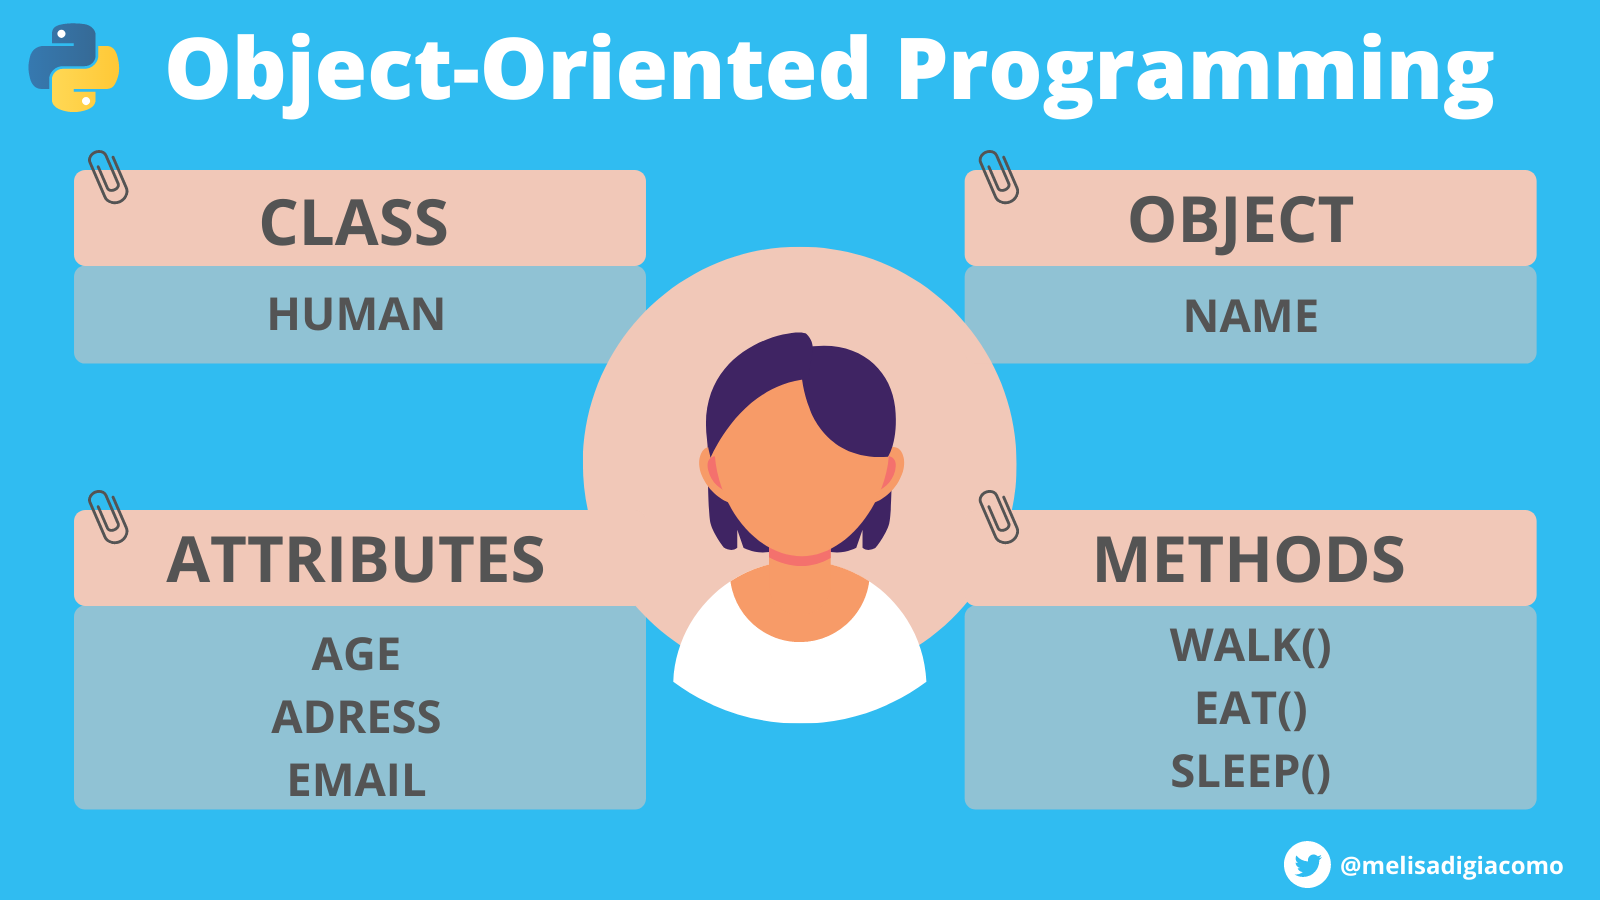 Object-Oriented Programming
CLASS
HUMAN
OBJECT
NAME
ATTRIBUTES
AGE
ADRESS
EMAIL
METHODS
WALK()
EAT()
SLEEP()
@melisadigiacomo